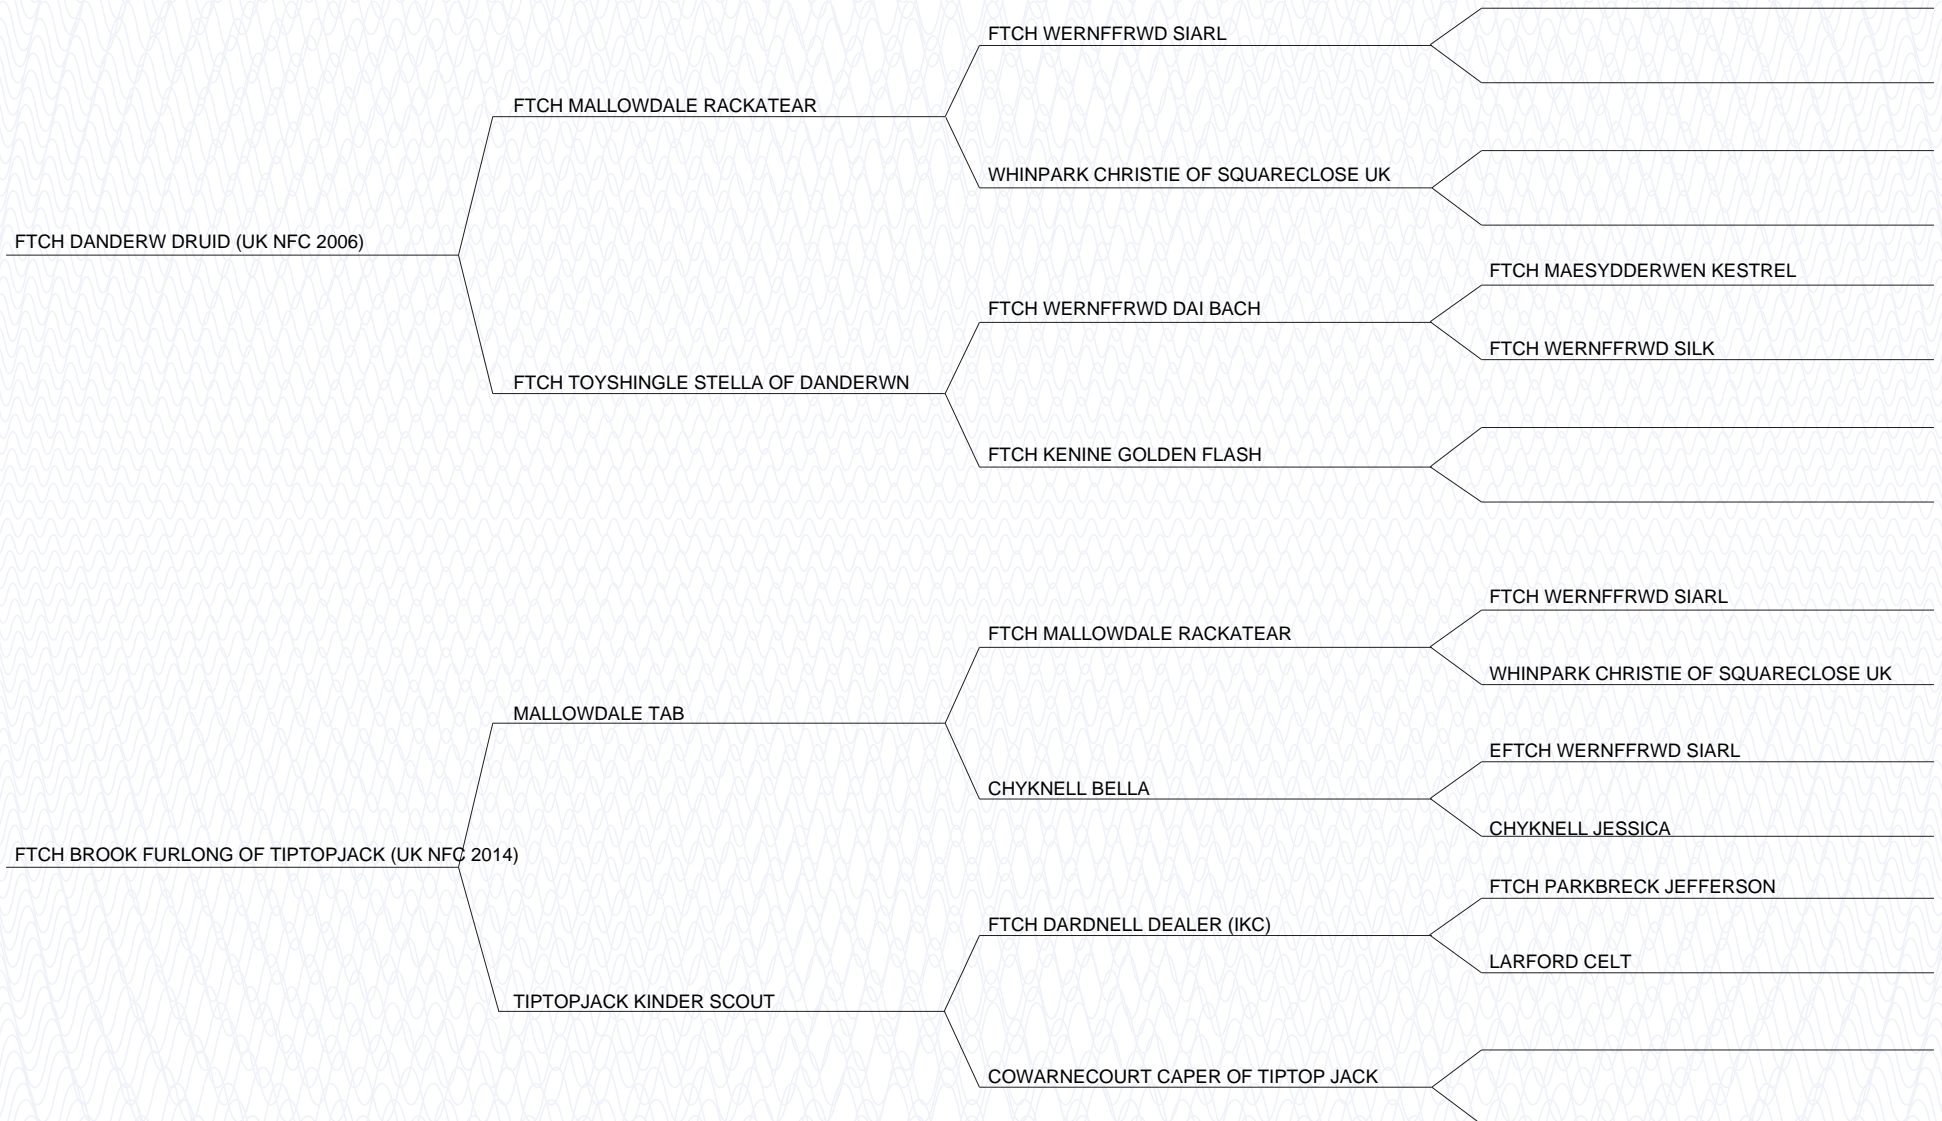 FTCH WERNFFRWD SIARL
FTCH MALLOWDALE RACKATEAR
WHINPARK CHRISTIE OF SQUARECLOSE UK
FTCH DANDERW DRUID (UK NFC 2006)
FTCH MAESYDDERWEN KESTREL
FTCH WERNFFRWD DAI BACH
FTCH WERNFFRWD SILK
FTCH TOYSHINGLE STELLA OF DANDERWN
FTCH KENINE GOLDEN FLASH
FTCH WERNFFRWD SIARL
FTCH MALLOWDALE RACKATEAR
WHINPARK CHRISTIE OF SQUARECLOSE UK
MALLOWDALE TAB
EFTCH WERNFFRWD SIARL
CHYKNELL BELLA
CHYKNELL JESSICA
FTCH BROOK FURLONG OF TIPTOPJACK (UK NFC 2014)
FTCH PARKBRECK JEFFERSON
FTCH DARDNELL DEALER (IKC)
LARFORD CELT
TIPTOPJACK KINDER SCOUT
COWARNECOURT CAPER OF TIPTOP JACK